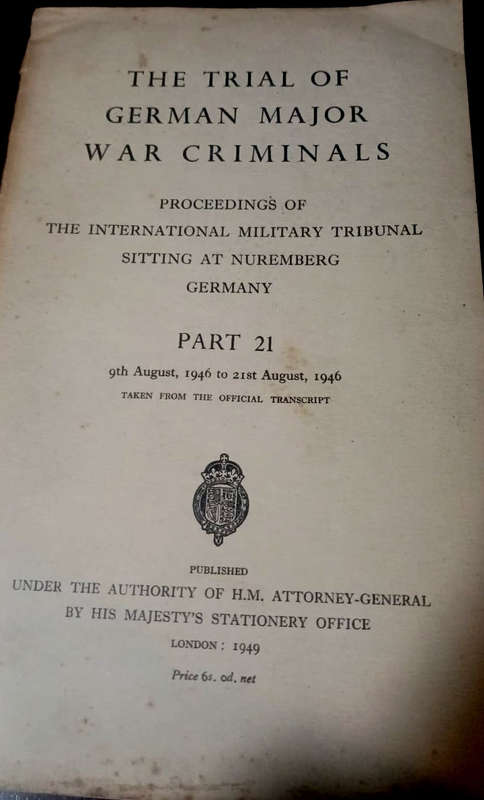 THE TRIAL OF
GERMAN MAJOR
WAR CRIMINALS
PROCEEDINGS OF
THE INTERNATIONAL MILITARY TRIBUNAL
SITTING AT NUREMBERG
GERMANY
PART 21
9th August, 1946 to 21st August, 1946
TAKEN FROM THE OFFICIAL TRANSCRIPT
PUBLISHED
UNDER THE AUTHORITY OF H.M. ATTORNEY-GENERAL
BY HIS MAJESTY'S STATIONERY OFFICE
LONDON: 1949
Price 6s. 0d. net